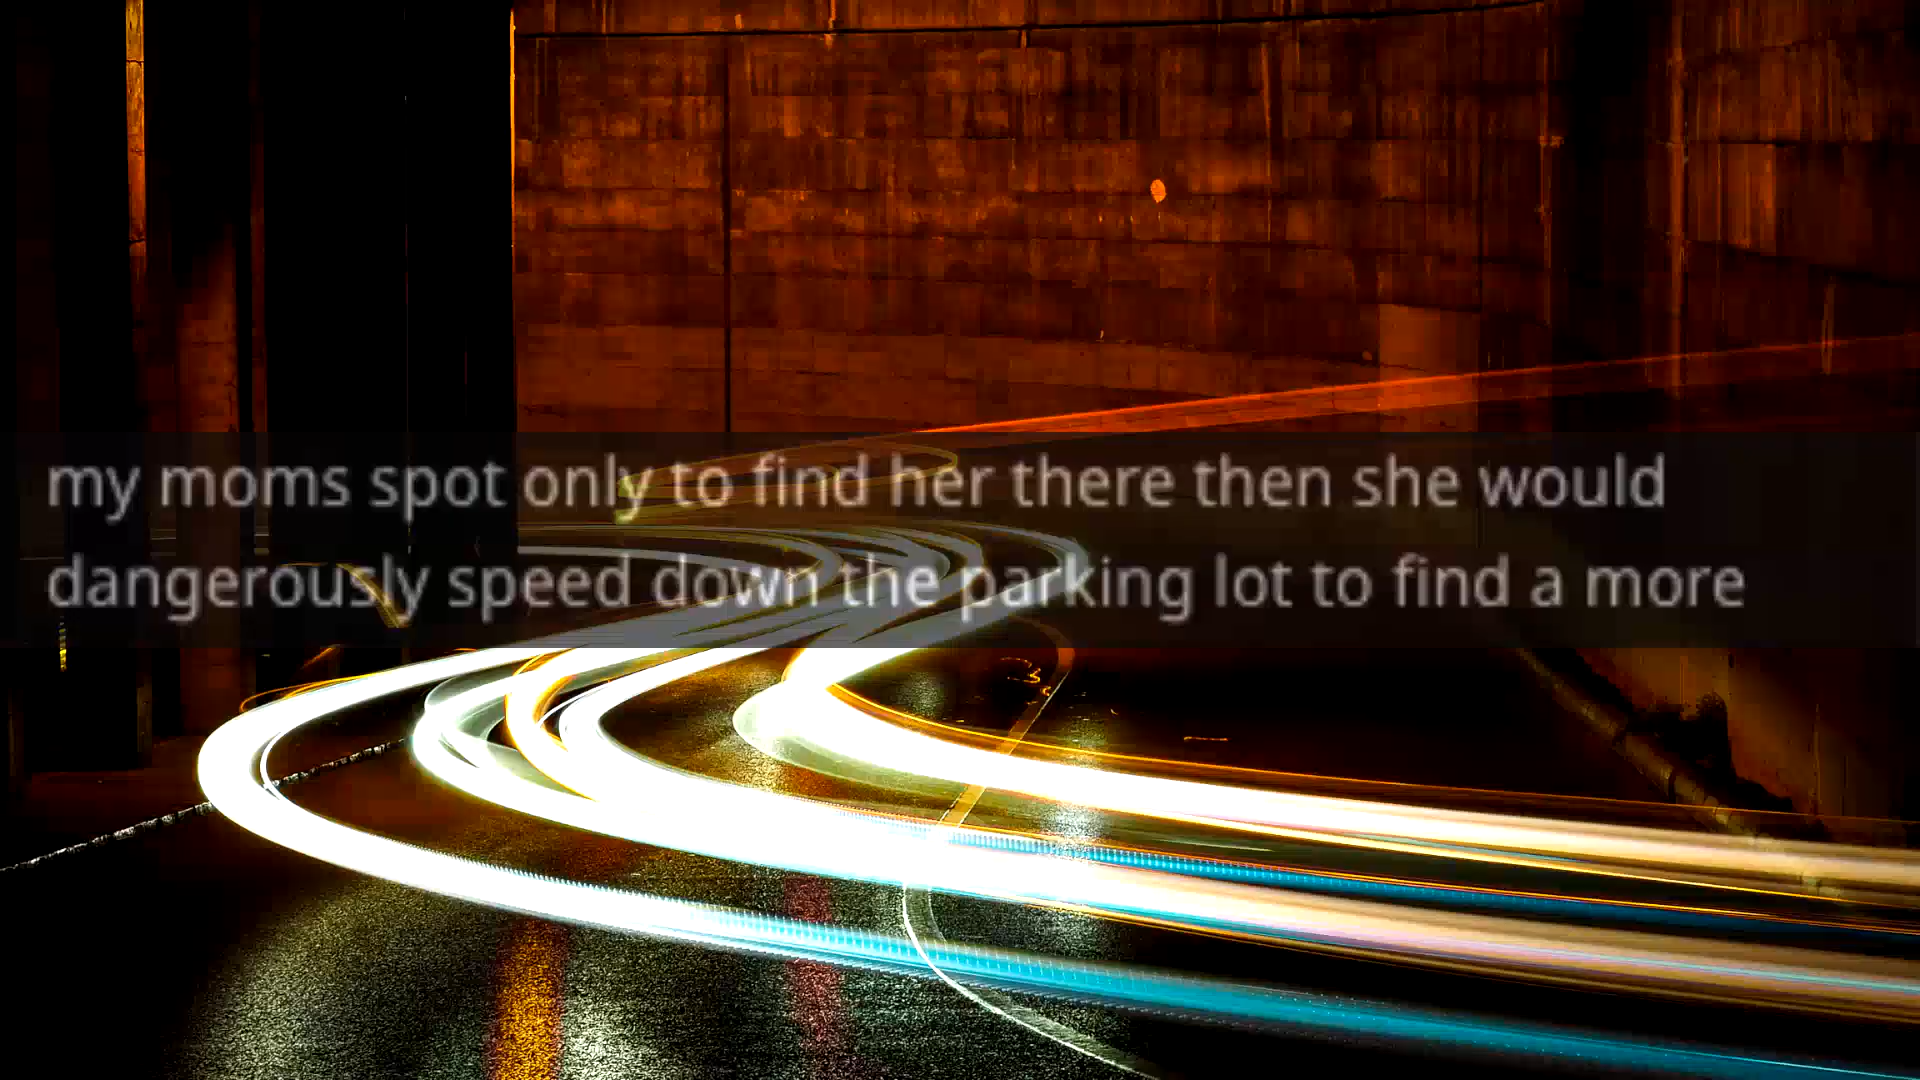 my moms spot only to find her there then she would
dangerously speed down the parking lot to find a more